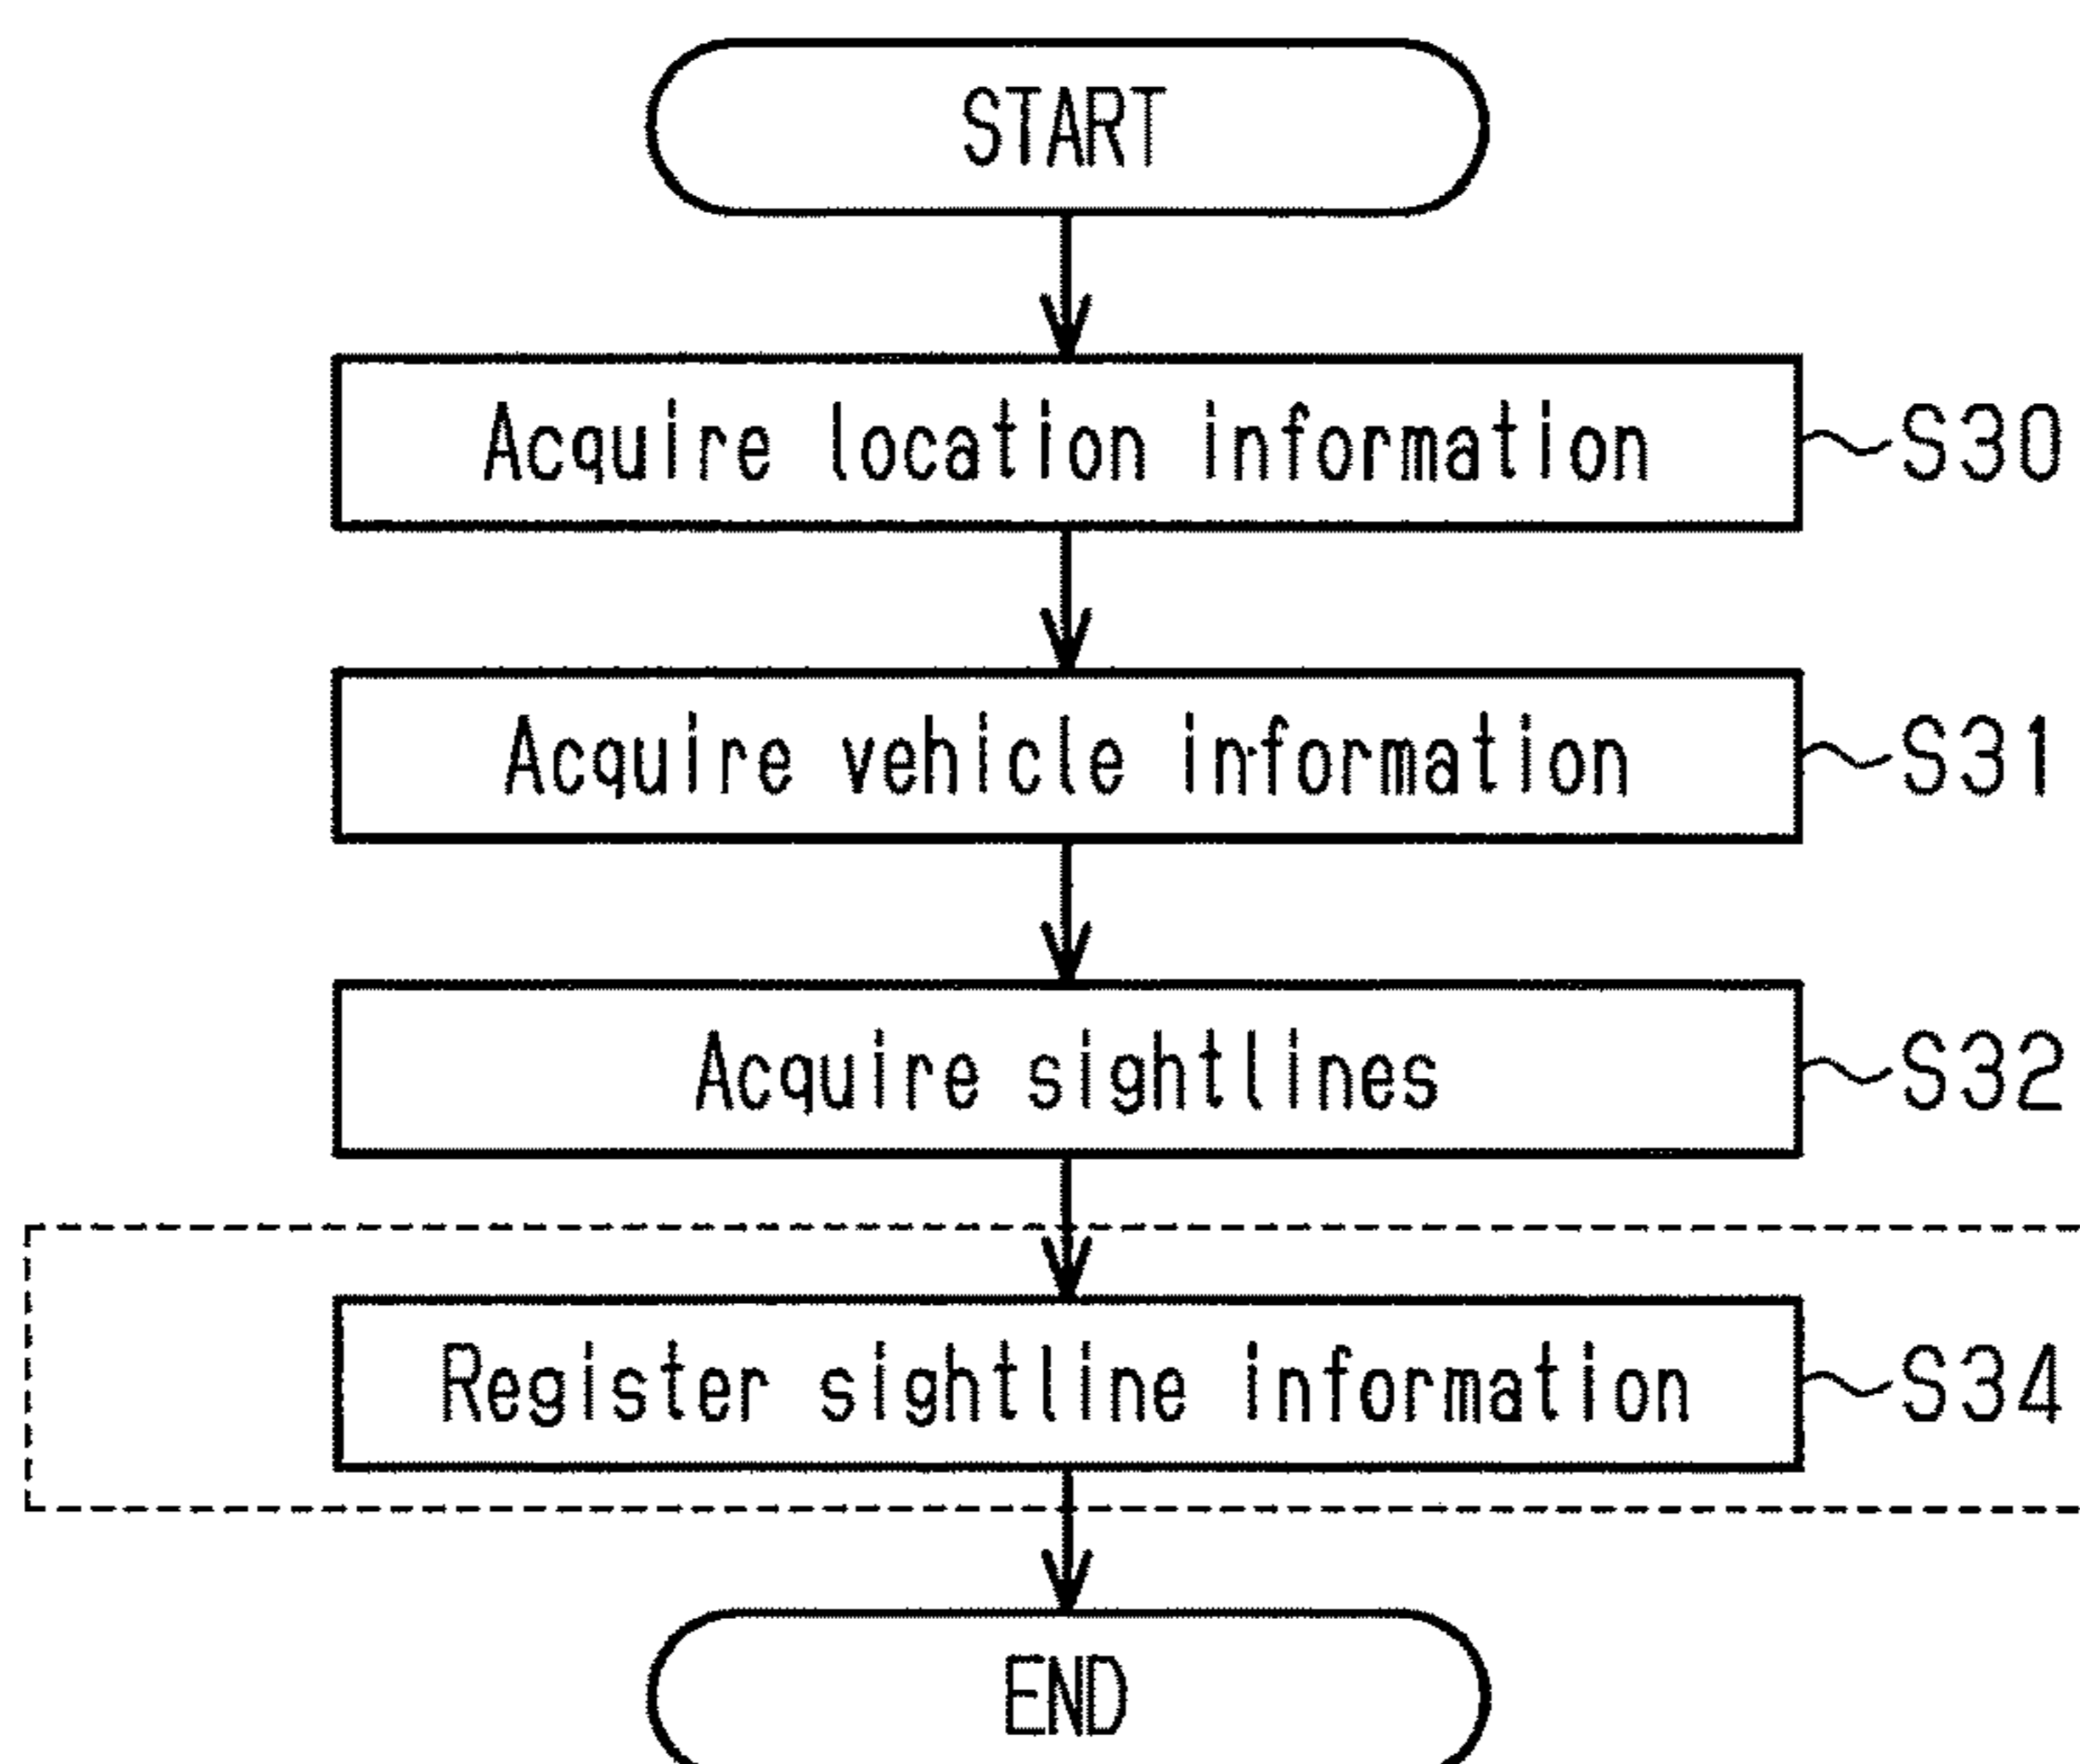 START
Acquire location information S30
Acquire vehicle information S31
Acquire sightlines S32
Register sightline information S34
END